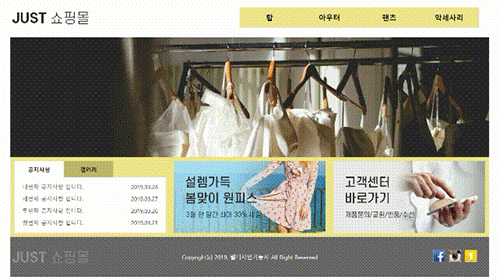 JUST 쇼핑몰
탑 아우터 팬츠 악세사리
공지사항 갤러리
네번째 공지사항 입니다. 2019.03.28
세번째 공지사항 입니다. 2019.03.27
두번째 공지사항 입니다. 2019.03.26
첫번째 공지사항 입니다. 2019.03.25
설렘가득
봄맞이 원피스
3월 한 달간 최대 30% 세일
고객센터
바로가기
제품문의/교환/반품/수선
JUST 쇼핑몰
Copyright(c) 2019. 웹디자인기능사 All Right Reserved